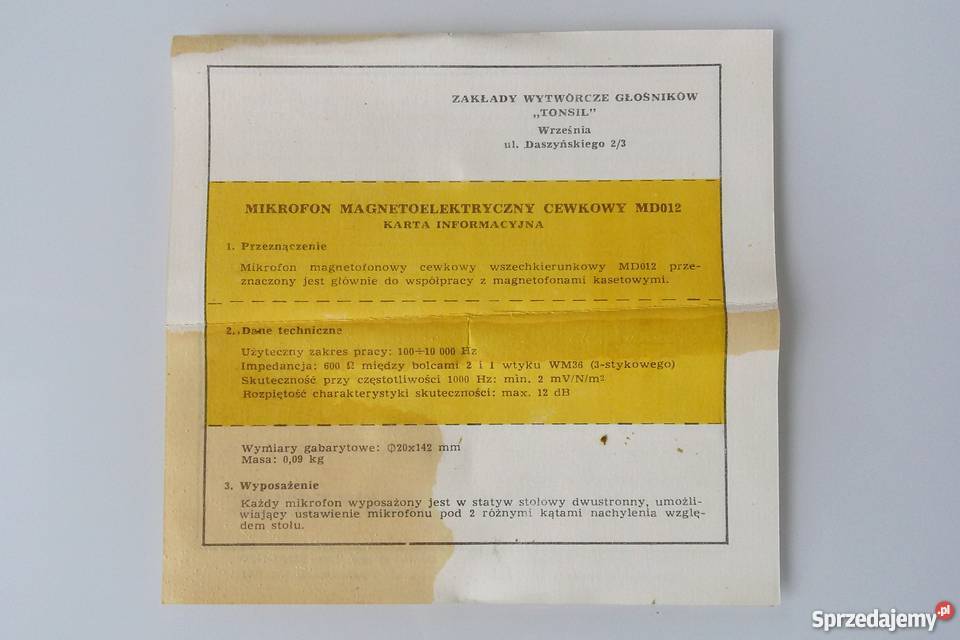 ZAKŁADY WYTWÓRCZE GŁOŚNIKÓW
„TONSIL”
Września
ul. Daszyńskiego 2/3
MIKROFON MAGNETOELEKTRYCZNY CEWKOWY MD012
KARTA INFORMACYJNA
1. Przeznaczenie
Mikrofon magnetofonowy cewkowy wszechkierunkowy MD012 prze-
znaczony jest głównie do współpracy z magnetofonami kasetowymi.
2. Dane techniczne
Użyteczny zakres pracy: 100÷10 000 Hz
Impedancja: 600 Ω między bolcami 2 i 1 wtyku WM36 (3-stykowego)
Skuteczność przy częstotliwości 1000 Hz: min. 2 mV/N/m²
Rozpiętość charakterystyki skuteczności: max. 12 dB
Wymiary gabarytowe: Φ20x142 mm
Masa: 0,09 kg
3. Wyposażenie
Każdy mikrofon wyposażony jest w statyw stołowy dwustronny, umożli-
wiający ustawienie mikrofonu pod 2 różnymi kątami nachylenia wzglę-
dem stołu.
Sprzedajemy.pl